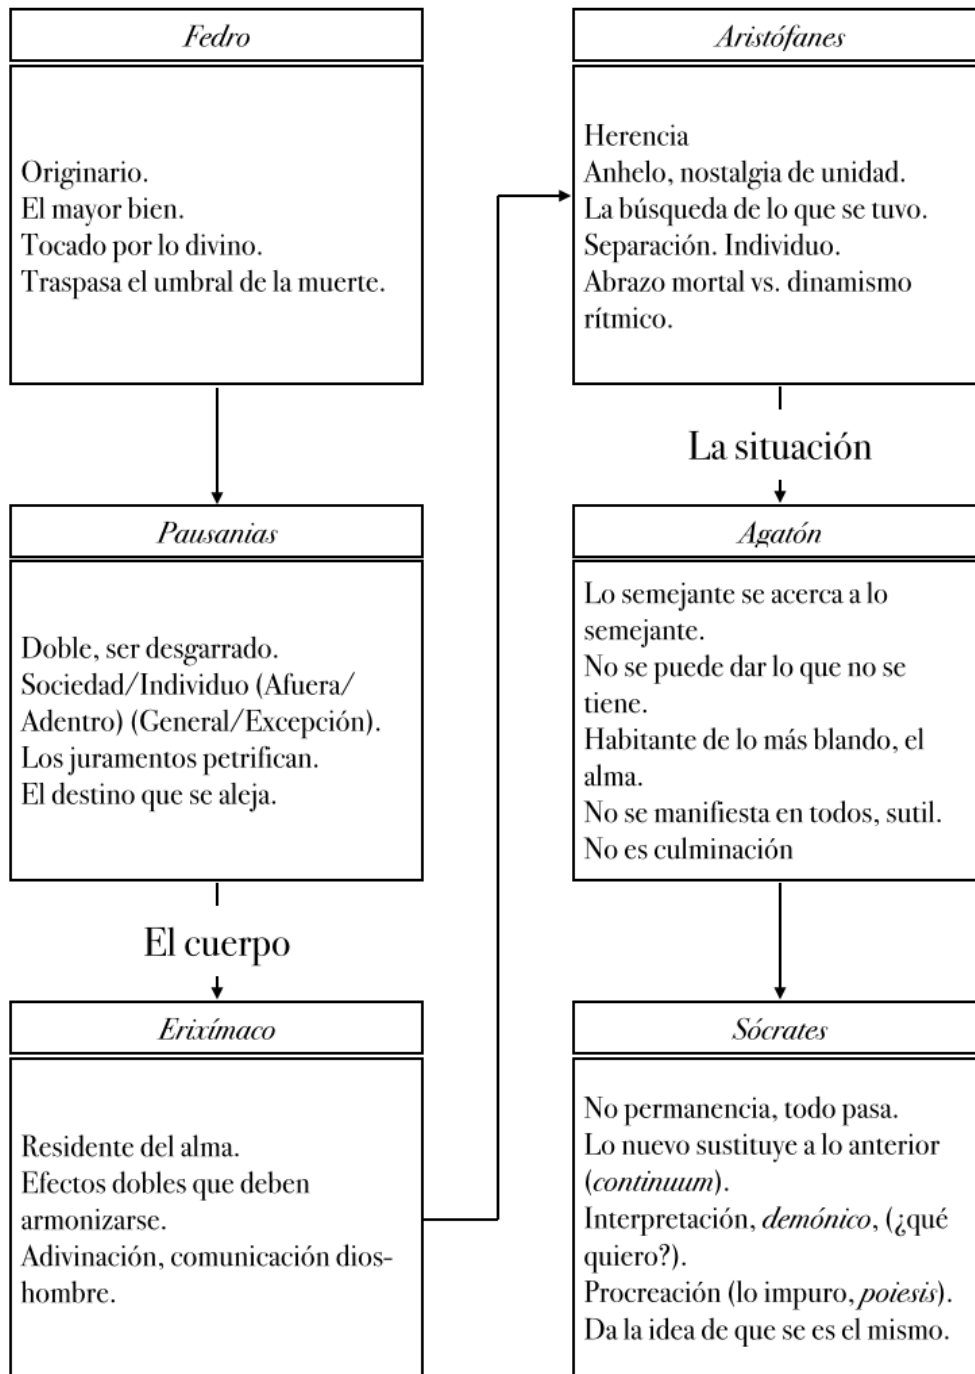 Fedro
Originario.
El mayor bien.
Tocado por lo divino.
Traspasa el umbral de la muerte.
Pausanias
Doble, ser desgarrado.
Sociedad/Individuo (Afuera/
Adentro) (General/Excepción).
Los juramentos petrifican.
El destino que se aleja.
El cuerpo
Erixímaco
Residente del alma.
Efectos dobles que deben
armonizarse.
Adivinación, comunicación dios-
hombre.
Aristófanes
Herencia
Anhelo, nostalgia de unidad.
La búsqueda de lo que se tuvo.
Separación. Individuo.
Abrazo mortal vs. dinamismo
rítmico.
La situación
Agatón
Lo semejante se acerca a lo
semejante.
No se puede dar lo que no se
tiene.
Habitante de lo más blando, el
alma.
No se manifiesta en todos, sutil.
No es culminación
Sócrates
No permanencia, todo pasa.
Lo nuevo sustituye a lo anterior
(continuum).
Interpretación, demónico, (¿qué
quiero?).
Procreación (lo impuro, poiesis).
Da la idea de que se es el mismo.